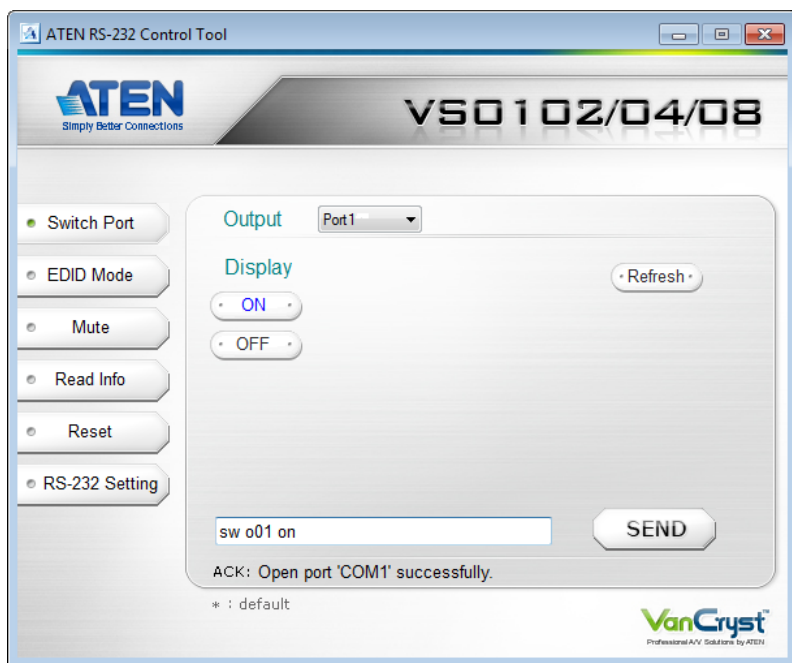 ATEN RS-232 Control Tool
ATEN
Simply Better Connections
VS0102/04/08
Switch Port
EDID Mode
Mute
Read Info
Reset
RS-232 Setting
Output Port1
Display
Refresh
ON
OFF
sw o01 on
SEND
ACK: Open port 'COM1' successfully.
* : default
VanCryst™
Professional A/V Solutions by ATEN